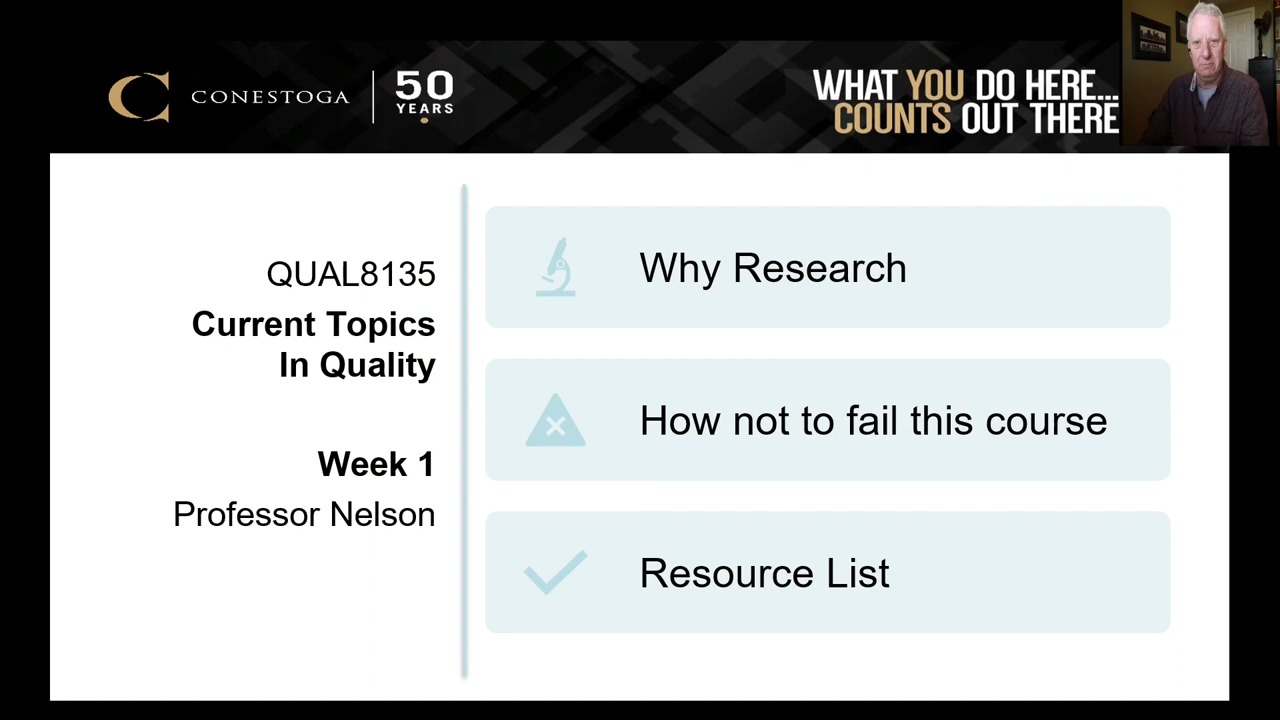 CONESTOGA
50
YEARS
WHAT YOU DO HERE...
COUNTS OUT THERE
QUAL8135
Current Topics
In Quality
Week 1
Professor Nelson
Why Research
How not to fail this course
Resource List